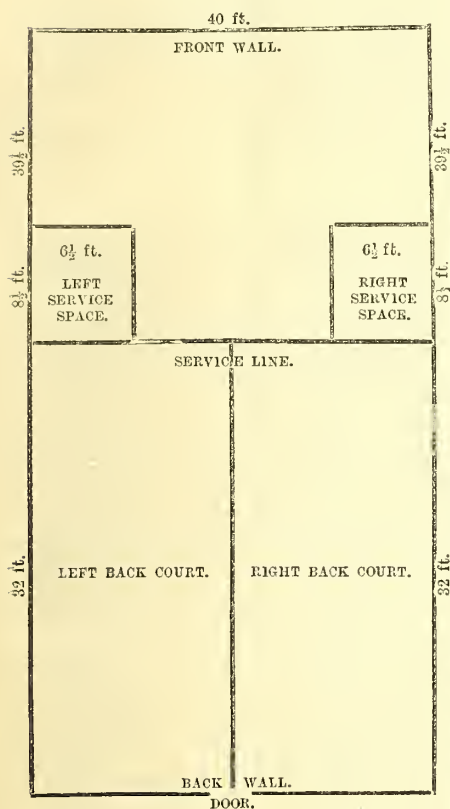 40 ft.
FRONT WALL.
39½ ft.
39½ ft.
6½ ft.
LEFT
SERVICE
SPACE.
6½ ft.
RIGHT
SERVICE
SPACE.
8½ ft.
8½ ft.
SERVICE LINE.
LEFT BACK COURT.
RIGHT BACK COURT.
32 ft.
32 ft.
BACK WALL.
DOOR.